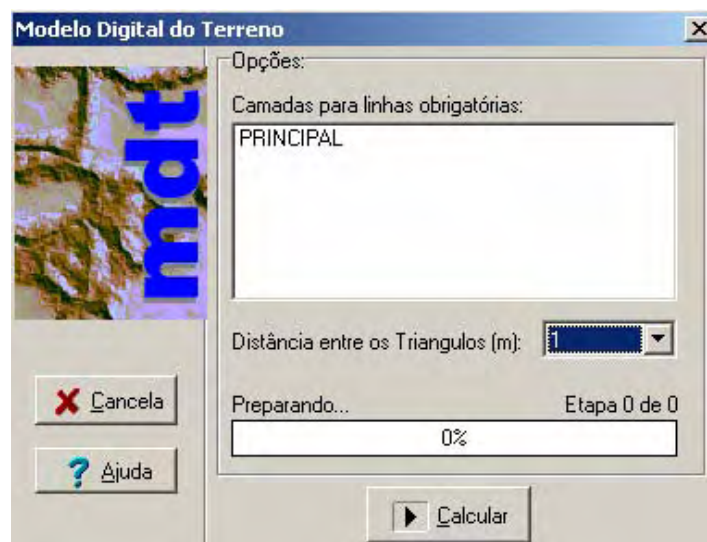 Modelo Digital do Terreno
mdt
Opções:
Camadas para linhas obrigatórias:
PRINCIPAL
Distância entre os Triangulos (m): 1
Preparando... Etapa 0 de 0
0%
Cancela
Ajuda
Calcular